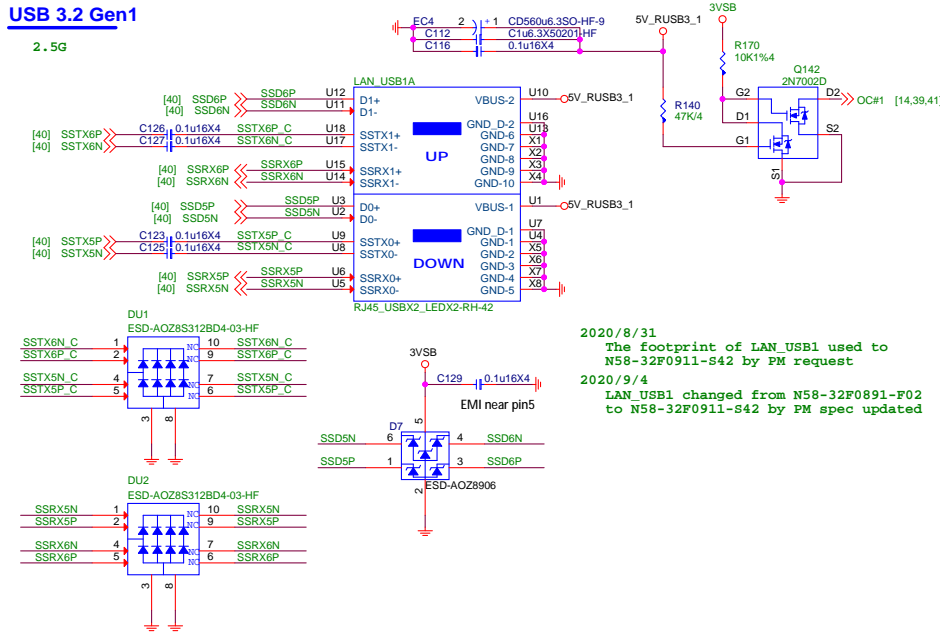 USB 3.2 Gen1
2.5G
EC4 2 + 1 CD560u6.3SO-HF-9
C112 C1u6.3X50201-HF
C116 0.1u16X4
5V_RUSB3_1
3VSB
R170
10K1%4
R140
47K/4
Q142
2N7002D
G2 D2 OC#1 [14,39,41]
D1
S2
G1
S1
LAN_USB1A
[40] SSD6P SSD6P U12 D1+ VBUS-2 U10 5V_RUSB3_1
[40] SSD6N SSD6N U11 D1-
GND_D-2 U16
[40] SSTX6P C126 0.1u16X4 SSTX6P_C U18 SSTX1+ GND-6 U13
[40] SSTX6N C127 0.1u16X4 SSTX6N_C U17 SSTX1- GND-7 X1
UP GND-8 X2
[40] SSRX6P SSRX6P U15 SSRX1+ GND-9 X3
[40] SSRX6N SSRX6N U14 SSRX1- GND-10 X4
[40] SSD5P SSD5P U3 D0+ VBUS-1 U1 5V_RUSB3_1
[40] SSD5N SSD5N U2 D0-
GND_D-1 U7
[40] SSTX5P C123 0.1u16X4 SSTX5P_C U9 SSTX0+ GND-1 U4
[40] SSTX5N C125 0.1u16X4 SSTX5N_C U8 SSTX0- GND-2 X5
DOWN GND-3 X6
[40] SSRX5P SSRX5P U6 SSRX0+ GND-4 X7
[40] SSRX5N SSRX5N U5 SSRX0- GND-5 X8
RJ45_USBX2_LEDX2-RH-42
DU1
ESD-AOZ8S312BD4-03-HF
SSTX6N_C 1 NC 10 SSTX6N_C
SSTX6P_C 2 NC 9 SSTX6P_C
SSTX5N_C 4 NC 7 SSTX5N_C
SSTX5P_C 5 NC 6 SSTX5P_C
3 8
DU2
ESD-AOZ8S312BD4-03-HF
SSRX5N 1 NC 10 SSRX5N
SSRX5P 2 NC 9 SSRX5P
SSRX6N 4 NC 7 SSRX6N
SSRX6P 5 NC 6 SSRX6P
3 8
3VSB
C129 0.1u16X4
EMI near pin5
D7 5
SSD5N 6 4 SSD6N
SSD5P 1 3 SSD6P
ESD-AOZ8906
2
2020/8/31
The footprint of LAN_USB1 used to
N58-32F0911-S42 by PM request
2020/9/4
LAN_USB1 changed from N58-32F0891-F02
to N58-32F0911-S42 by PM spec updated